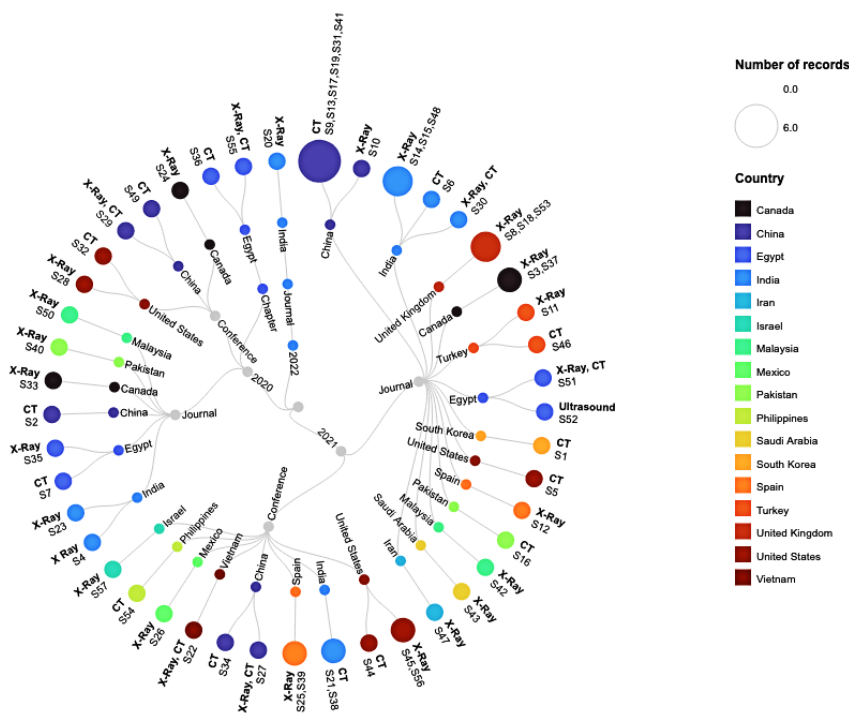 Number of records
0.0
6.0
Country
Canada
China
Egypt
India
Iran
Israel
Malaysia
Mexico
Pakistan
Philippines
Saudi Arabia
South Korea
Spain
Turkey
United Kingdom
United States
Vietnam
2021
Journal
China
CT
S9,S13,S17,S19,S31,S41
X-Ray
S10
India
X-Ray
S14,S15,S48
CT
S6
X-Ray, CT
S30
United Kingdom
X-Ray
S8,S18,S53
Canada
X-Ray
S3,S37
Turkey
X-Ray
S11
CT
S46
Egypt
X-Ray, CT
S51
Ultrasound
S52
South Korea
CT
S1
United States
CT
S5
Spain
X-Ray
S12
Pakistan
CT
S16
Malaysia
X-Ray
S42
Saudi Arabia
X-Ray
S43
Iran
X-Ray
S47
Conference
United States
X-Ray
S45,S56
CT
S44
India
CT
S21,S38
Spain
X-Ray
S25,S39
China
X-Ray, CT
S27
CT
S34
Vietnam
X-Ray, CT
S22
Mexico
X-Ray
S26
Philippines
CT
S54
Israel
X-Ray
S57
2020
Journal
India
X Ray
S4
X-Ray
S23
Egypt
CT
S7
X-Ray
S35
China
CT
S2
Canada
X-Ray
S33
Pakistan
X-Ray
S40
Malaysia
X-Ray
S50
Conference
United States
X-Ray
S28
CT
S32
China
X-Ray, CT
S29
CT
S49
Canada
X-Ray
S24
Chapter
Egypt
CT
S36
X-Ray, CT
S55
2022
Journal
India
X-Ray
S20